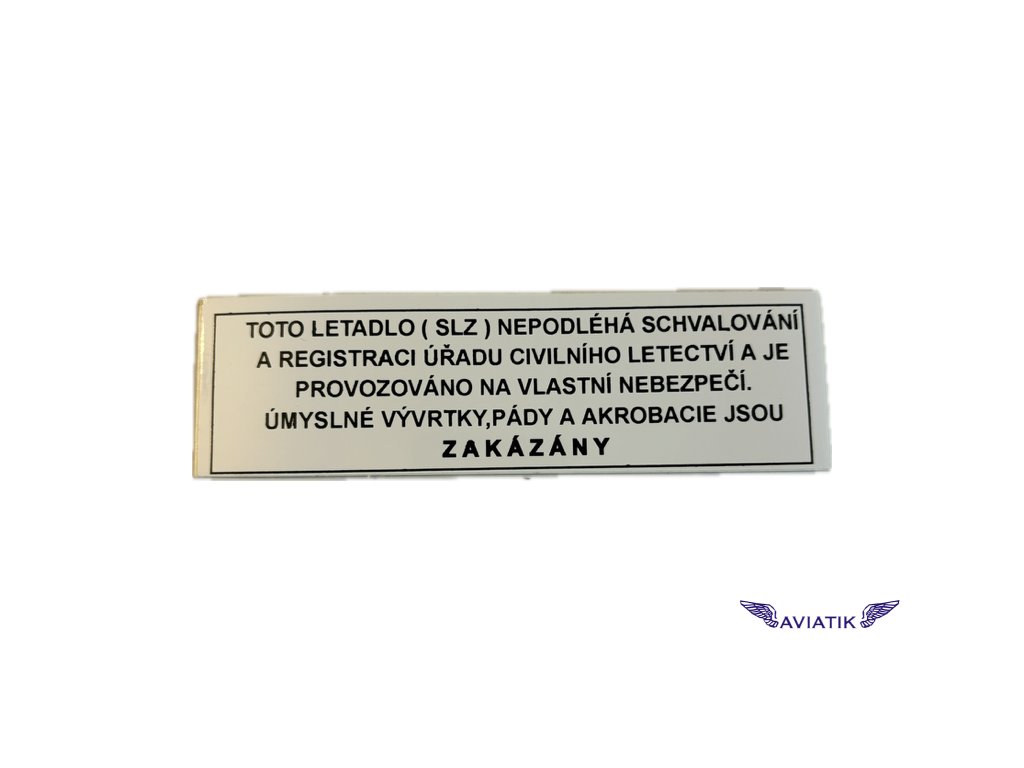 TOTO LETADLO ( SLZ ) NEPODLÉHÁ SCHVALOVÁNÍ
A REGISTRACI ÚŘADU CIVILNÍHO LETECTVÍ A JE
PROVOZOVÁNO NA VLASTNÍ NEBEZPEČÍ.
ÚMYSLNÉ VÝVRTKY,PÁDY A AKROBACIE JSOU
ZAKÁZÁNY
AVIATIK